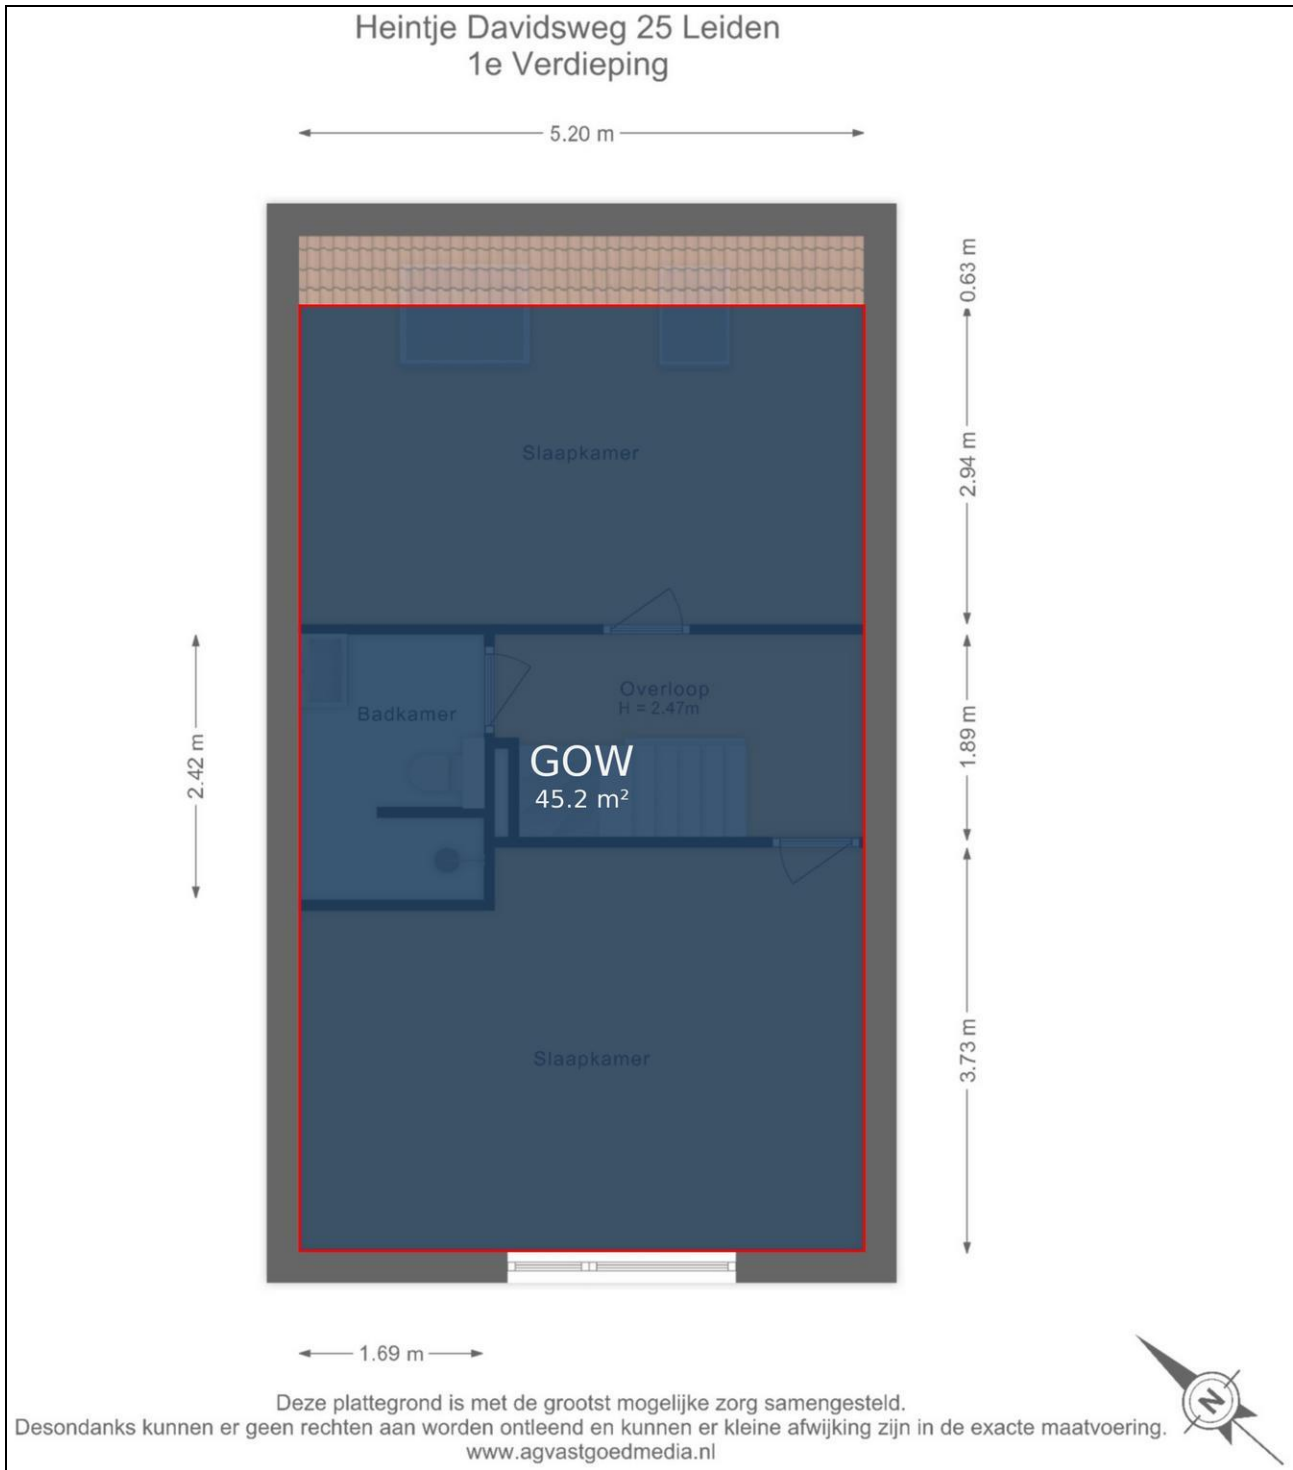 Heintje Davidsweg 25 Leiden
1e Verdieping
5.20 m
0.63 m
2.94 m
Slaapkamer
Overloop
H = 2.47m
Badkamer
1.89 m
2.42 m
GOW
45.2 m²
3.73 m
Slaapkamer
1.69 m
N
Deze plattegrond is met de grootst mogelijke zorg samengesteld.
Desondanks kunnen er geen rechten aan worden ontleend en kunnen er kleine afwijking zijn in de exacte maatvoering.
www.agvastgoedmedia.nl